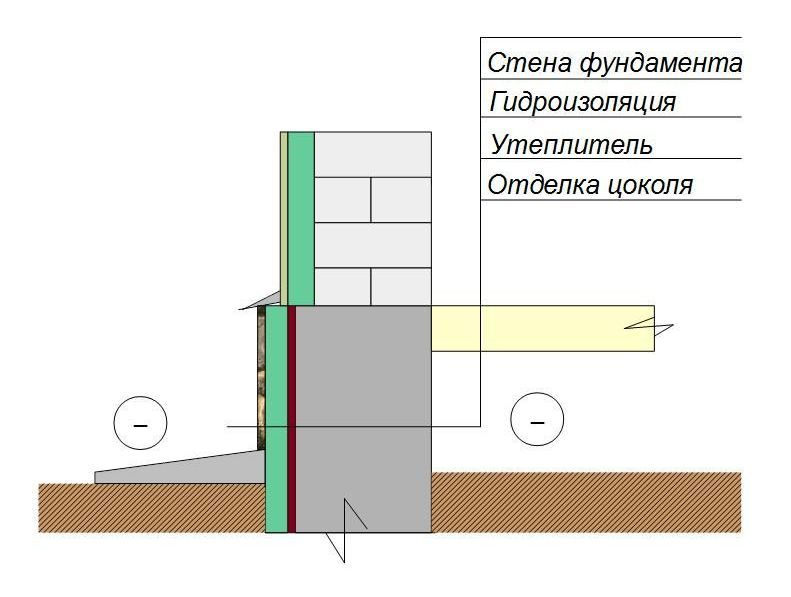 Стена фундамента
Гидроизоляция
Утеплитель
Отделка цоколя
– –